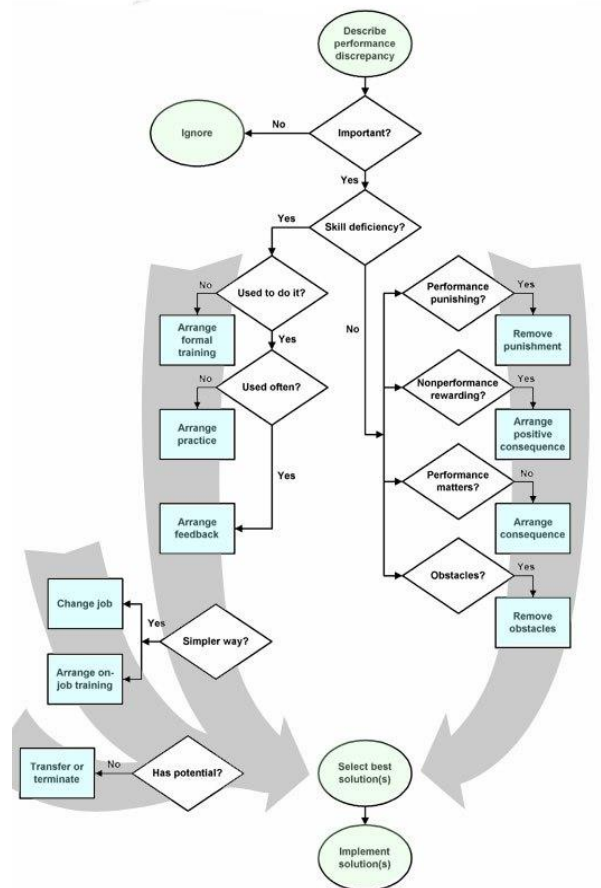 Describe
performance
discrepancy
No
Ignore
Important?
Yes
Yes
Skill deficiency?
No
Used to do it?
Performance
punishing?
Yes
Arrange
formal
training
Yes
No
Remove
punishment
No
Used often?
Nonperformance
rewarding?
Yes
Arrange
practice
Arrange
positive
consequence
Yes
Performance
matters?
No
Arrange
feedback
Arrange
consequence
Obstacles?
Yes
Change job
Yes
Simpler way?
Remove
obstacles
Arrange on-
job training
Transfer or
terminate
No
Has potential?
Select best
solution(s)
Implement
solution(s)